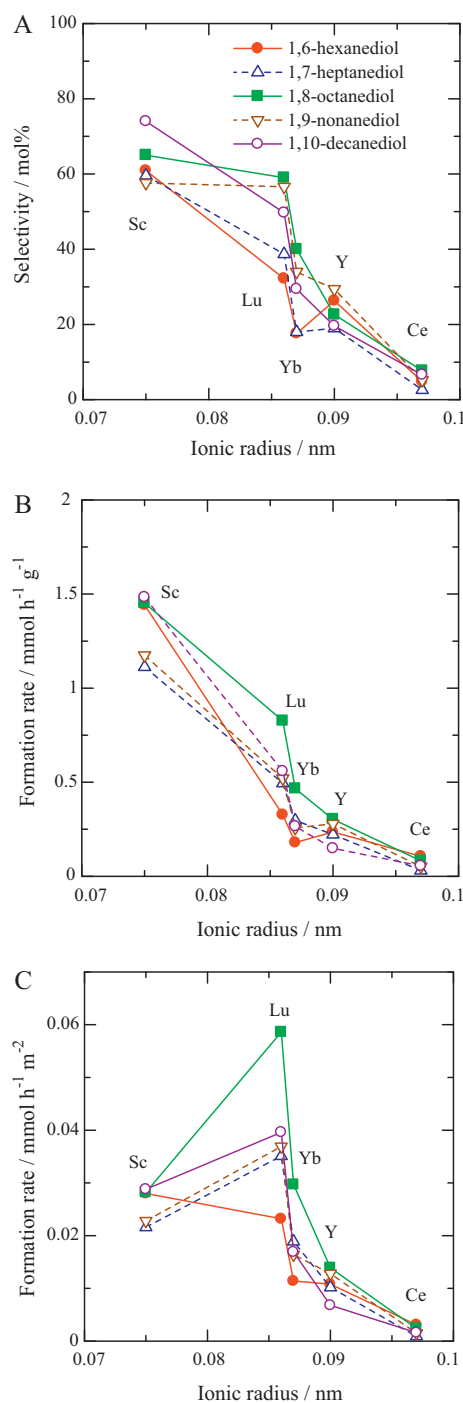 A
100
80
60
40
20
0
Selectivity / mol%
1,6-hexanediol
1,7-heptanediol
1,8-octanediol
1,9-nonanediol
1,10-decanediol
Sc
Lu
Yb
Y
Ce
0.07
0.08
0.09
0.1
Ionic radius / nm
B
2
1.5
1
0.5
0
Formation rate / mmol h⁻¹ g⁻¹
Sc
Lu
Yb
Y
Ce
0.07
0.08
0.09
0.1
Ionic radius / nm
C
0.06
0.04
0.02
0
Formation rate / mmol h⁻¹ m⁻²
Lu
Sc
Yb
Y
Ce
0.07
0.08
0.09
0.1
Ionic radius / nm